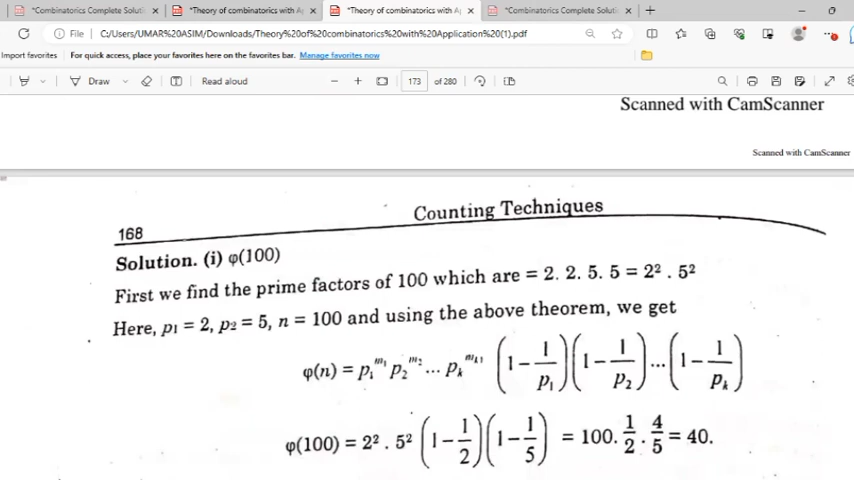 *Combinatorics Complete Soluti
*Theory of combinatorics with Ap
*Theory of combinatorics with Ap
*Combinatorics Complete Solutio
File
C:/Users/UMAR%20ASIM/Downloads/Theory%20of%20combinatorics%20with%20Application%20(1).pdf
Import favorites
For quick access, place your favorites here on the favorites bar. Manage favorites now
Draw
Read aloud
173 of 280
Scanned with CamScanner
Scanned with CamScanner
168
Counting Techniques
Solution. (i) φ(100)
First we find the prime factors of 100 which are = 2. 2. 5. 5 = 2² . 5²
Here, p₁ = 2, p₂ = 5, n = 100 and using the above theorem, we get
φ(n) = p₁^m₁ p₂^m₂ ... p_k^m_k1 (1 − 1/p₁)(1 − 1/p₂)...(1 − 1/p_k)
φ(100) = 2² . 5² (1 − 1/2)(1 − 1/5) = 100. 1/2 . 4/5 = 40.